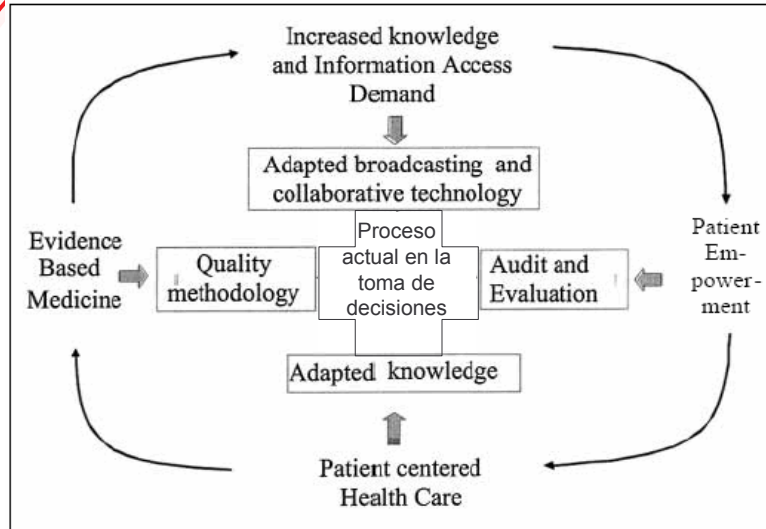 Increased knowledge
and Information Access
Demand
Adapted broadcasting and
collaborative technology
Evidence
Based
Medicine
Quality
methodology
Proceso
actual en la
toma de
decisiones
Audit and
Evaluation
Patient
Em-
power-
ment
Adapted knowledge
Patient centered
Health Care